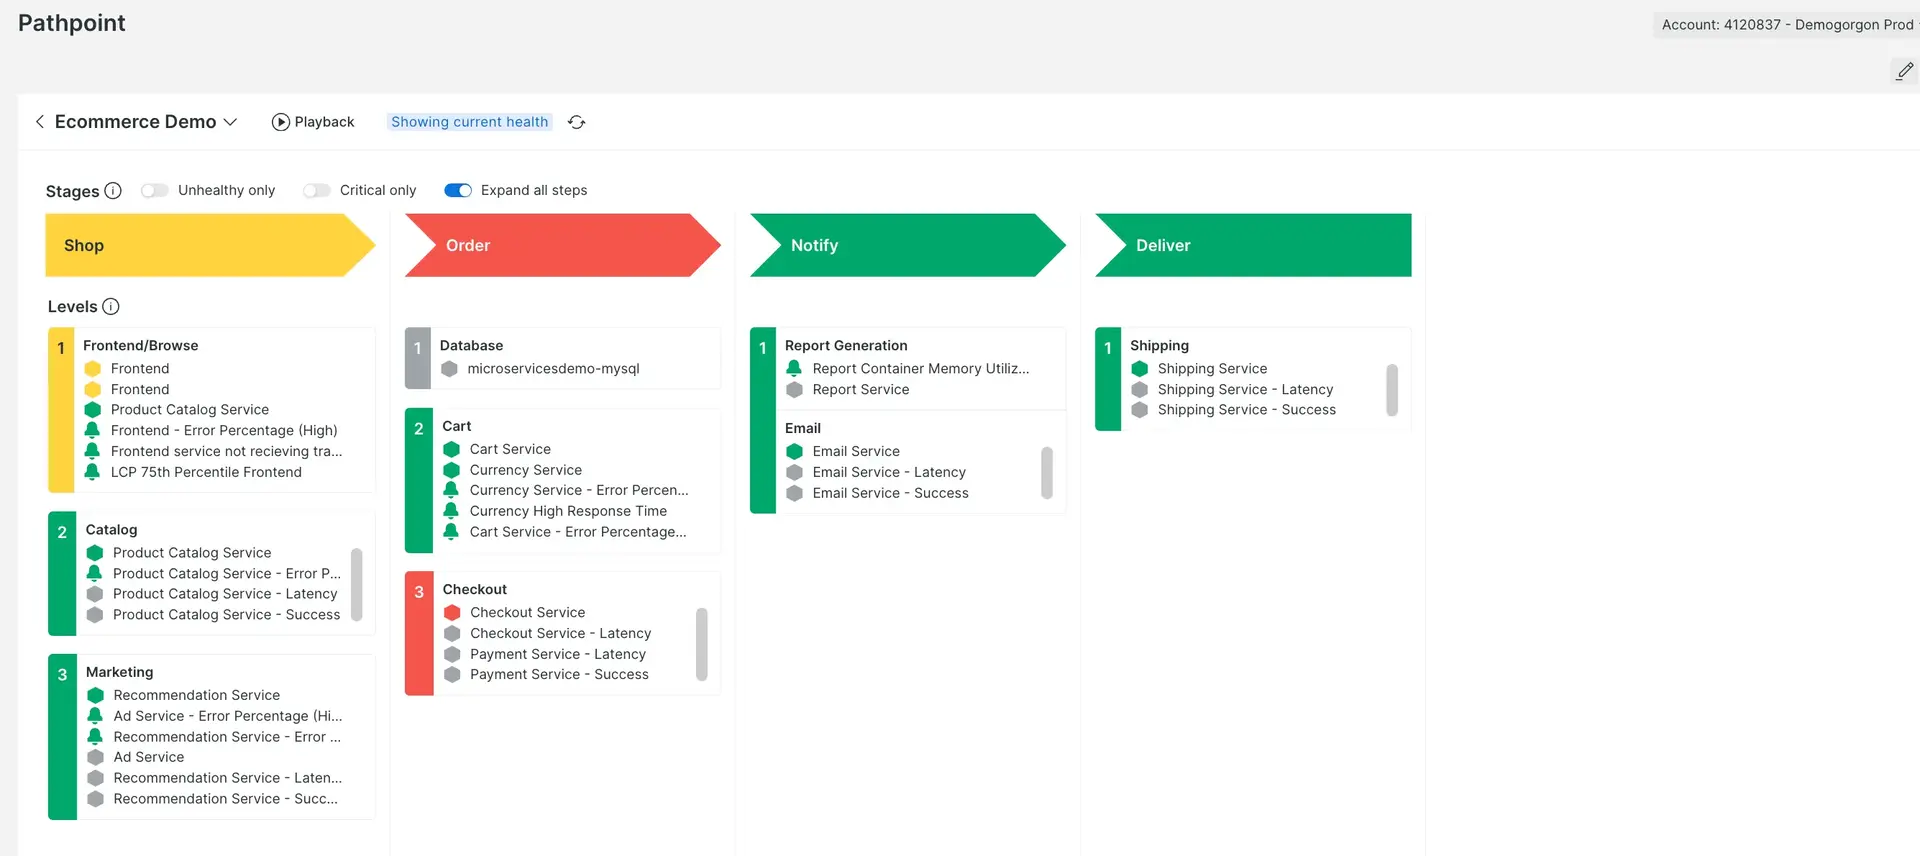 Pathpoint
Account: 4120837 - Demogorgon Prod
Ecommerce Demo
Playback
Showing current health
Stages
Unhealthy only
Critical only
Expand all steps
Shop
Order
Notify
Deliver
Levels
1
Frontend/Browse
Frontend
Frontend
Product Catalog Service
Frontend - Error Percentage (High)
Frontend service not recieving tra...
LCP 75th Percentile Frontend
2
Catalog
Product Catalog Service
Product Catalog Service - Error P...
Product Catalog Service - Latency
Product Catalog Service - Success
3
Marketing
Recommendation Service
Ad Service - Error Percentage (Hi...
Recommendation Service - Error ...
Ad Service
Recommendation Service - Laten...
Recommendation Service - Succ...
1
Database
microservicesdemo-mysql
2
Cart
Cart Service
Currency Service
Currency Service - Error Percen...
Currency High Response Time
Cart Service - Error Percentage...
3
Checkout
Checkout Service
Checkout Service - Latency
Payment Service - Latency
Payment Service - Success
1
Report Generation
Report Container Memory Utiliz...
Report Service
Email
Email Service
Email Service - Latency
Email Service - Success
1
Shipping
Shipping Service
Shipping Service - Latency
Shipping Service - Success